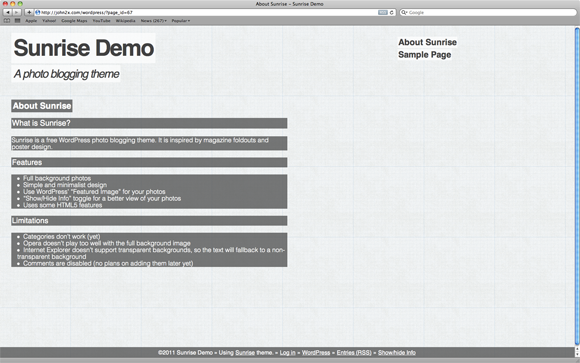 About Sunrise – Sunrise Demo
http://john2x.com/wordpress/?page_id=67
Google
Apple Yahoo! Google Maps YouTube Wikipedia News (267) Popular
Sunrise Demo
A photo blogging theme
About Sunrise
Sample Page
About Sunrise
What is Sunrise?
Sunrise is a free WordPress photo blogging theme. It is inspired by magazine foldouts and
poster design.
Features
Full background photos
Simple and minimalist design
Use WordPress' "Featured Image" for your photos
"Show/Hide Info" toggle for a better view of your photos
Uses some HTML5 features
Limitations
Categories don't work (yet)
Opera doesn't play too well with the full background image
Internet Explorer doesn't support transparent backgrounds, so the text will fallback to a non-
transparent background
Comments are disabled (no plans on adding them later yet)
©2011 Sunrise Demo » Using Sunrise theme. » Log in » WordPress » Entries (RSS) » Show/hide Info